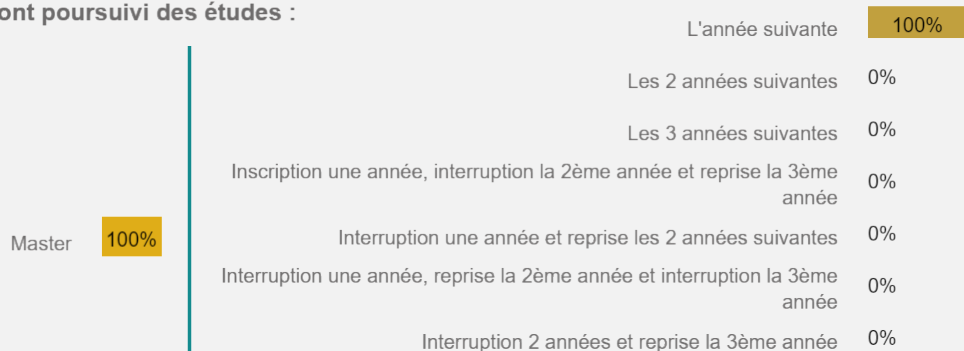 ont poursuivi des études :
L'année suivante 100%
Les 2 années suivantes 0%
Les 3 années suivantes 0%
Inscription une année, interruption la 2ème année et reprise la 3ème
année 0%
Master 100%
Interruption une année et reprise les 2 années suivantes 0%
Interruption une année, reprise la 2ème année et interruption la 3ème
année 0%
Interruption 2 années et reprise la 3ème année 0%